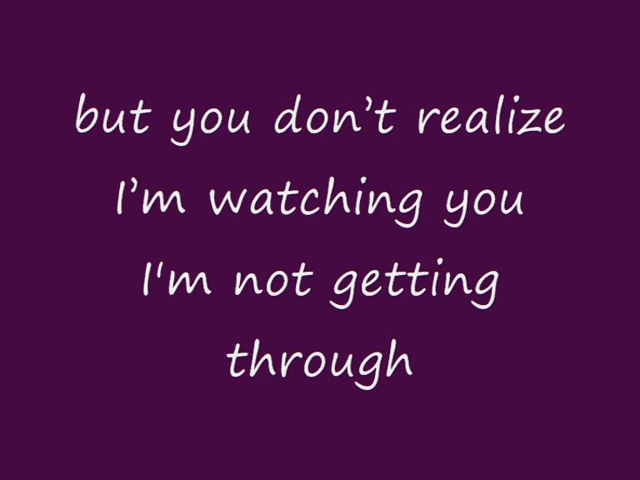 but you don’t realize
I’m watching you
I'm not getting
through